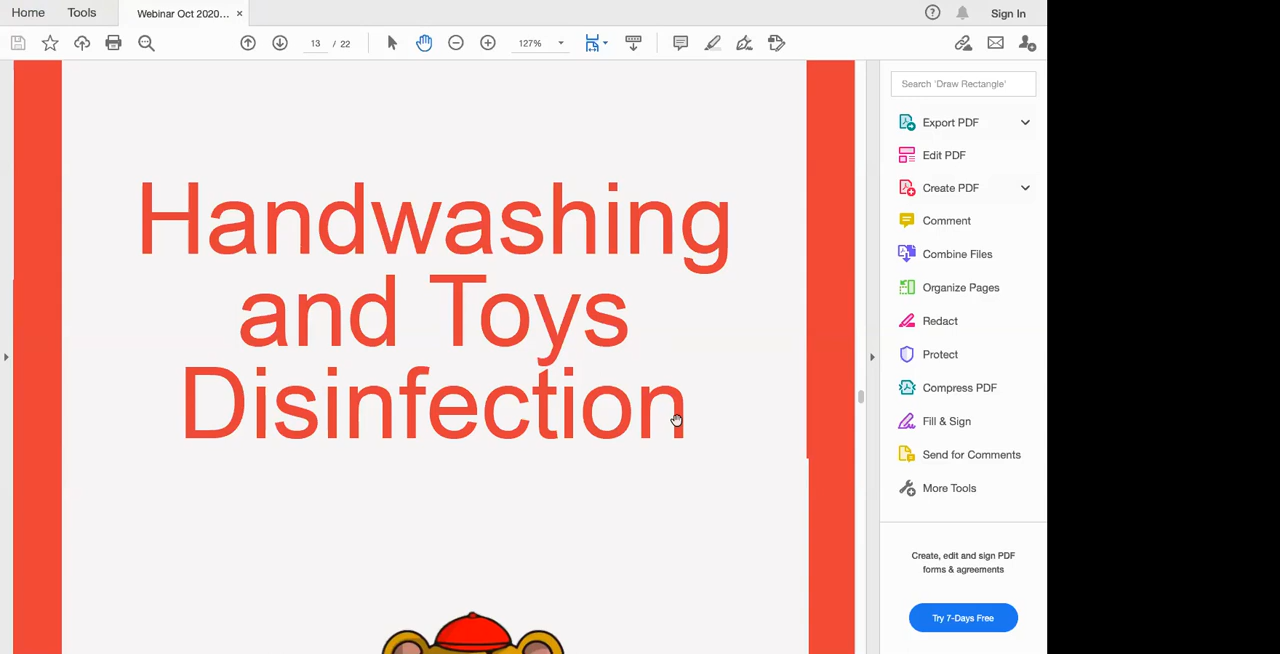 Home Tools Webinar Oct 2020... × Sign In
13 / 22 127%
Search 'Draw Rectangle'
Export PDF
Edit PDF
Create PDF
Comment
Combine Files
Organize Pages
Redact
Protect
Compress PDF
Fill & Sign
Send for Comments
More Tools
Create, edit and sign PDF
forms & agreements
Try 7-Days Free
Handwashing
and Toys
Disinfection